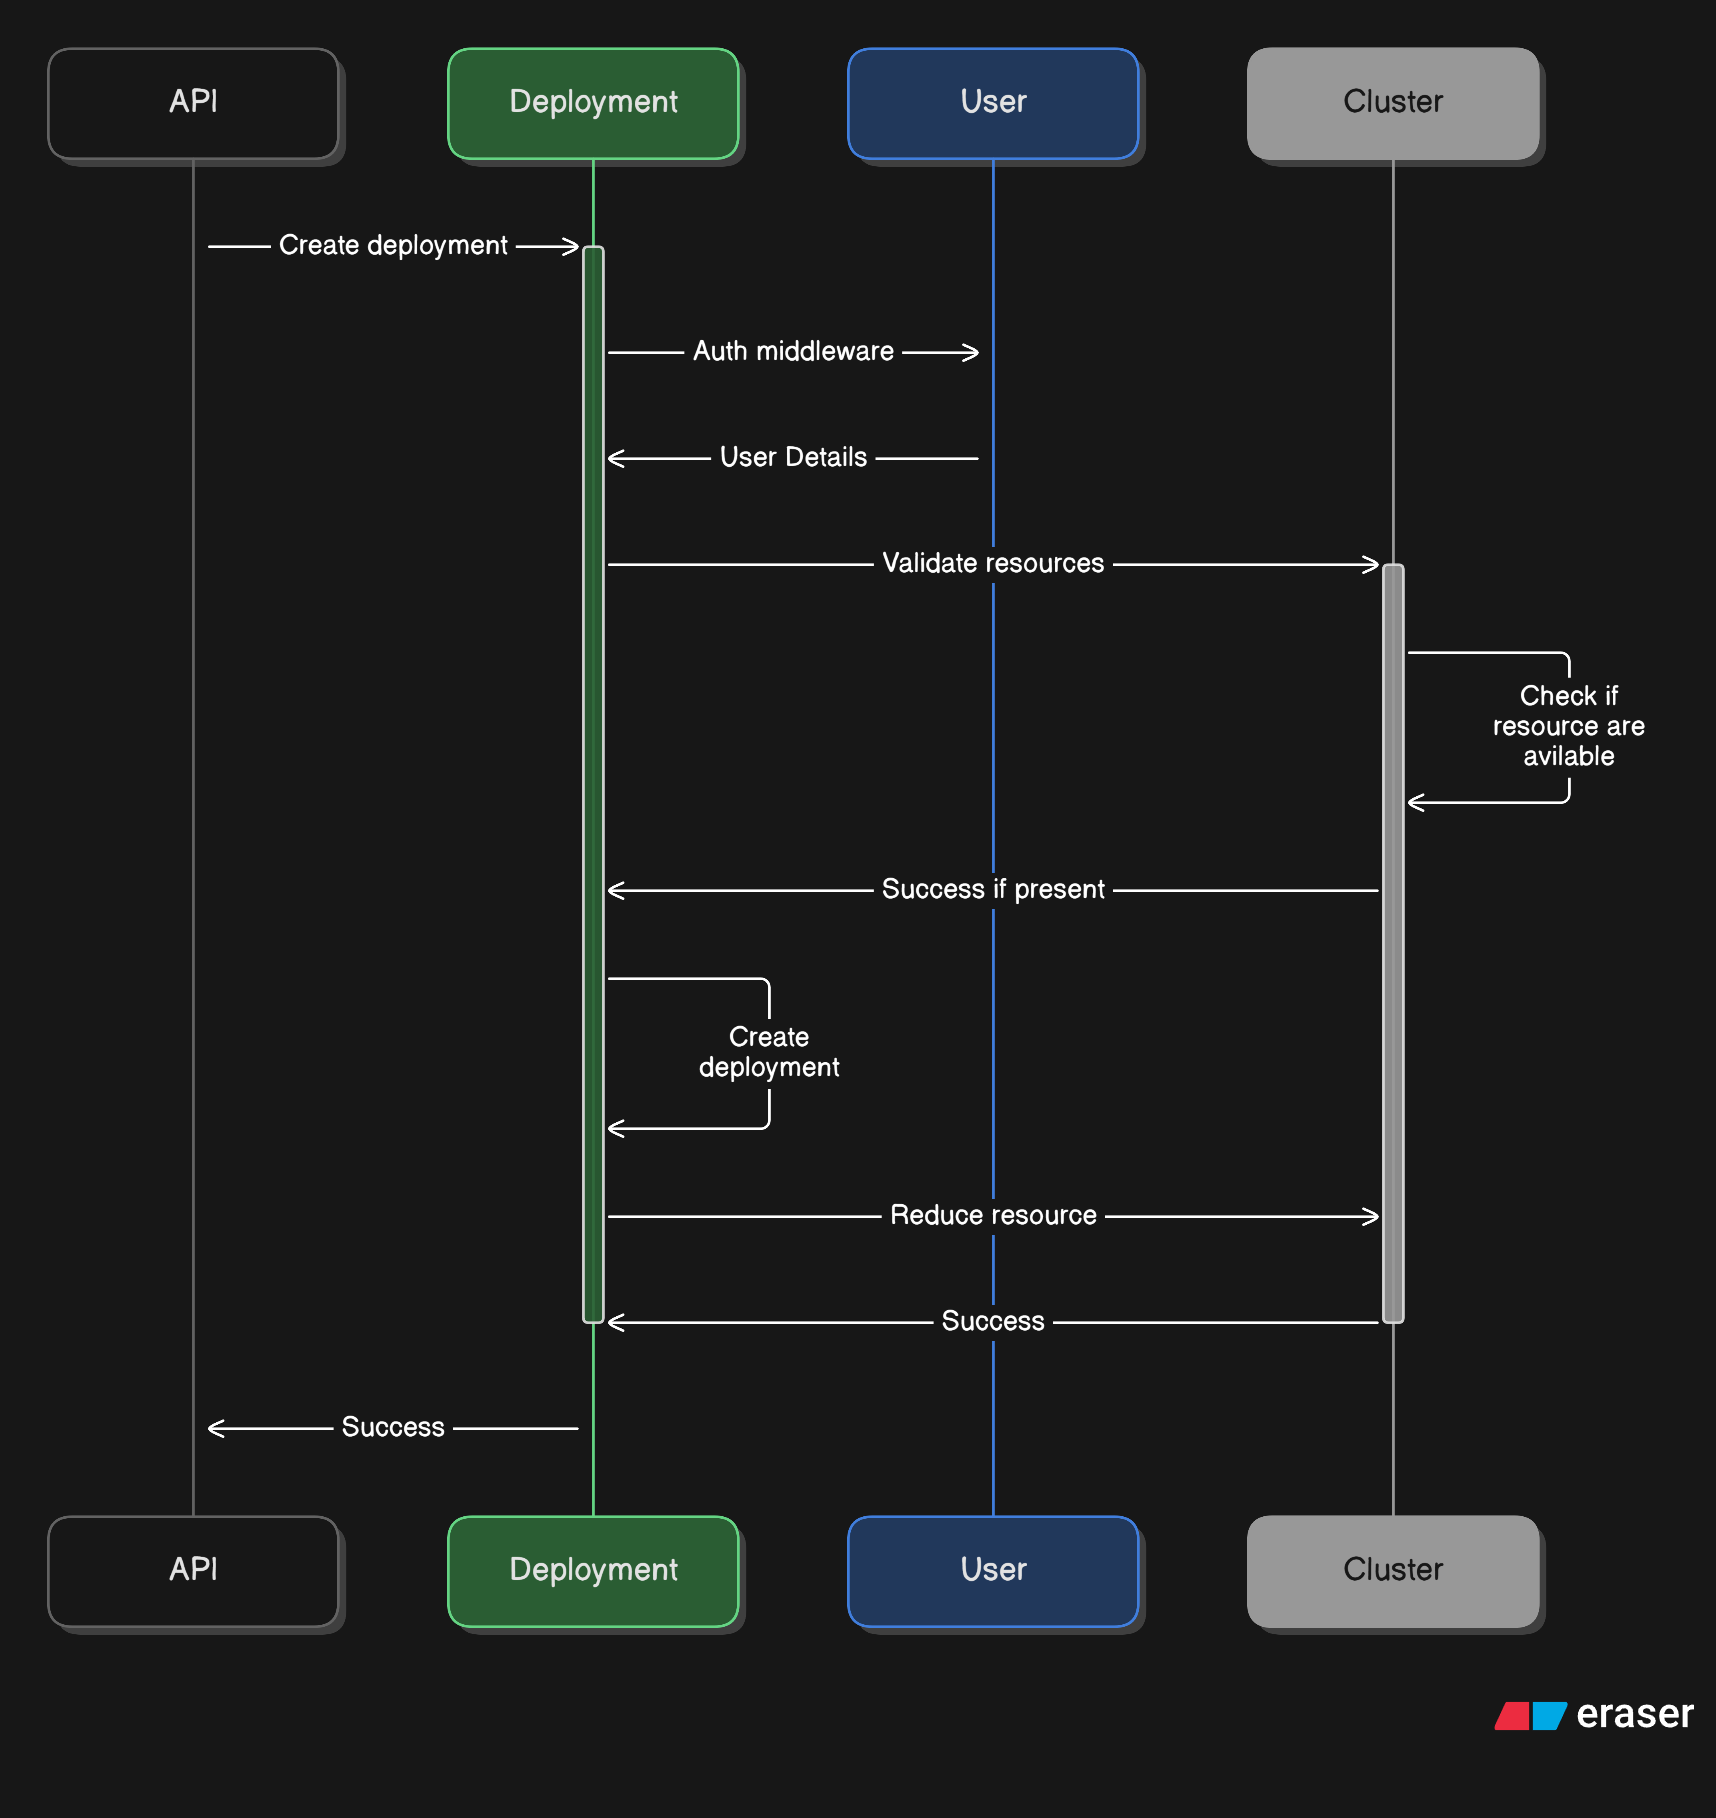 API
Deployment
User
Cluster
Create deployment
Auth middleware
User Details
Validate resources
Check if
resource are
avilable
Success if present
Create
deployment
Reduce resource
Success
Success
API
Deployment
User
Cluster
eraser